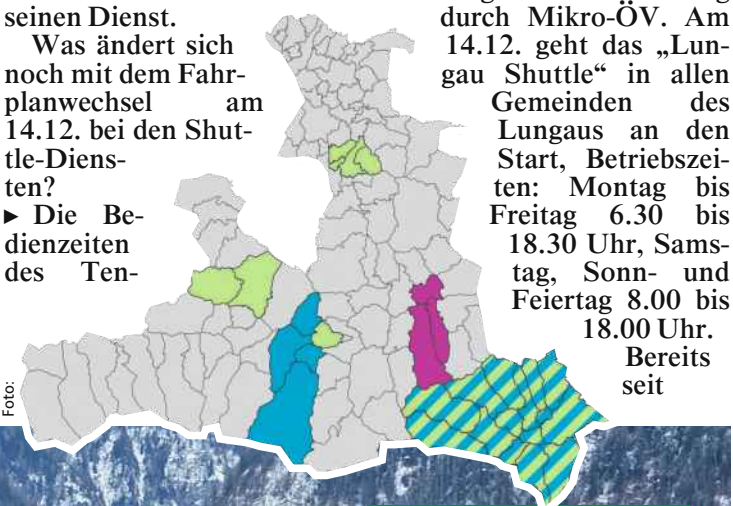 seinen Dienst.
Was ändert sich
noch mit dem Fahr-
planwechsel am
14.12. bei den Shut-
tle-Diens-
ten?
► Die Be-
dienzeiten
des Ten-
Foto:
durch Mikro-ÖV. Am
14.12. geht das „Lun-
gau Shuttle“ in allen
Gemeinden des
Lungaus an den
Start, Betriebszei-
ten: Montag bis
Freitag 6.30 bis
18.30 Uhr, Sams-
tag, Sonn- und
Feiertag 8.00 bis
18.00 Uhr.
Bereits
seit